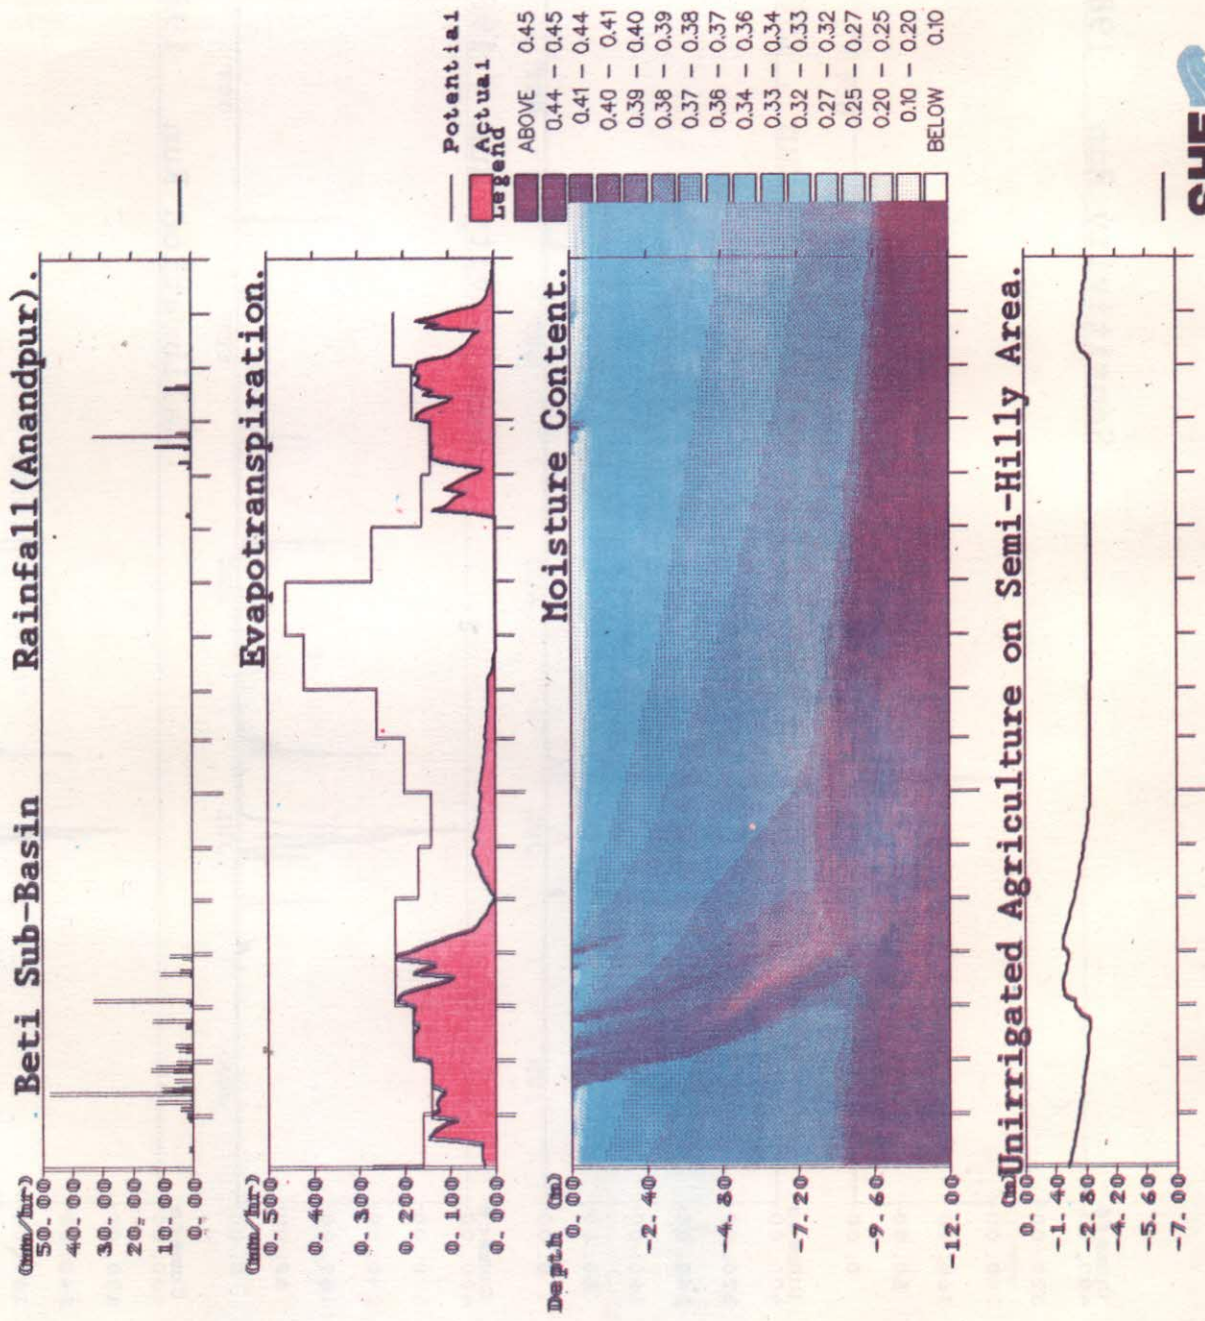 Beti Sub-Basin Rainfall(Anandpur).
(mm/hr)
50.00
40.00
30.00
20.00
10.00
0.00
Evapotranspiration.
(mm/hr)
0.500
0.400
0.300
0.200
0.100
0.000
Potential
Actual
Legend
Moisture Content.
Depth (m)
0.00
-2.40
-4.80
-7.20
-9.60
-12.00
ABOVE 0.45
0.44 - 0.45
0.41 - 0.44
0.40 - 0.41
0.39 - 0.40
0.38 - 0.39
0.37 - 0.38
0.36 - 0.37
0.34 - 0.36
0.33 - 0.34
0.32 - 0.33
0.27 - 0.32
0.25 - 0.27
0.20 - 0.25
0.10 - 0.20
BELOW 0.10
(m)Unirrigated Agriculture on Semi-Hilly Area.
0.00
-1.40
-2.80
-4.20
-5.60
-7.00
SHE